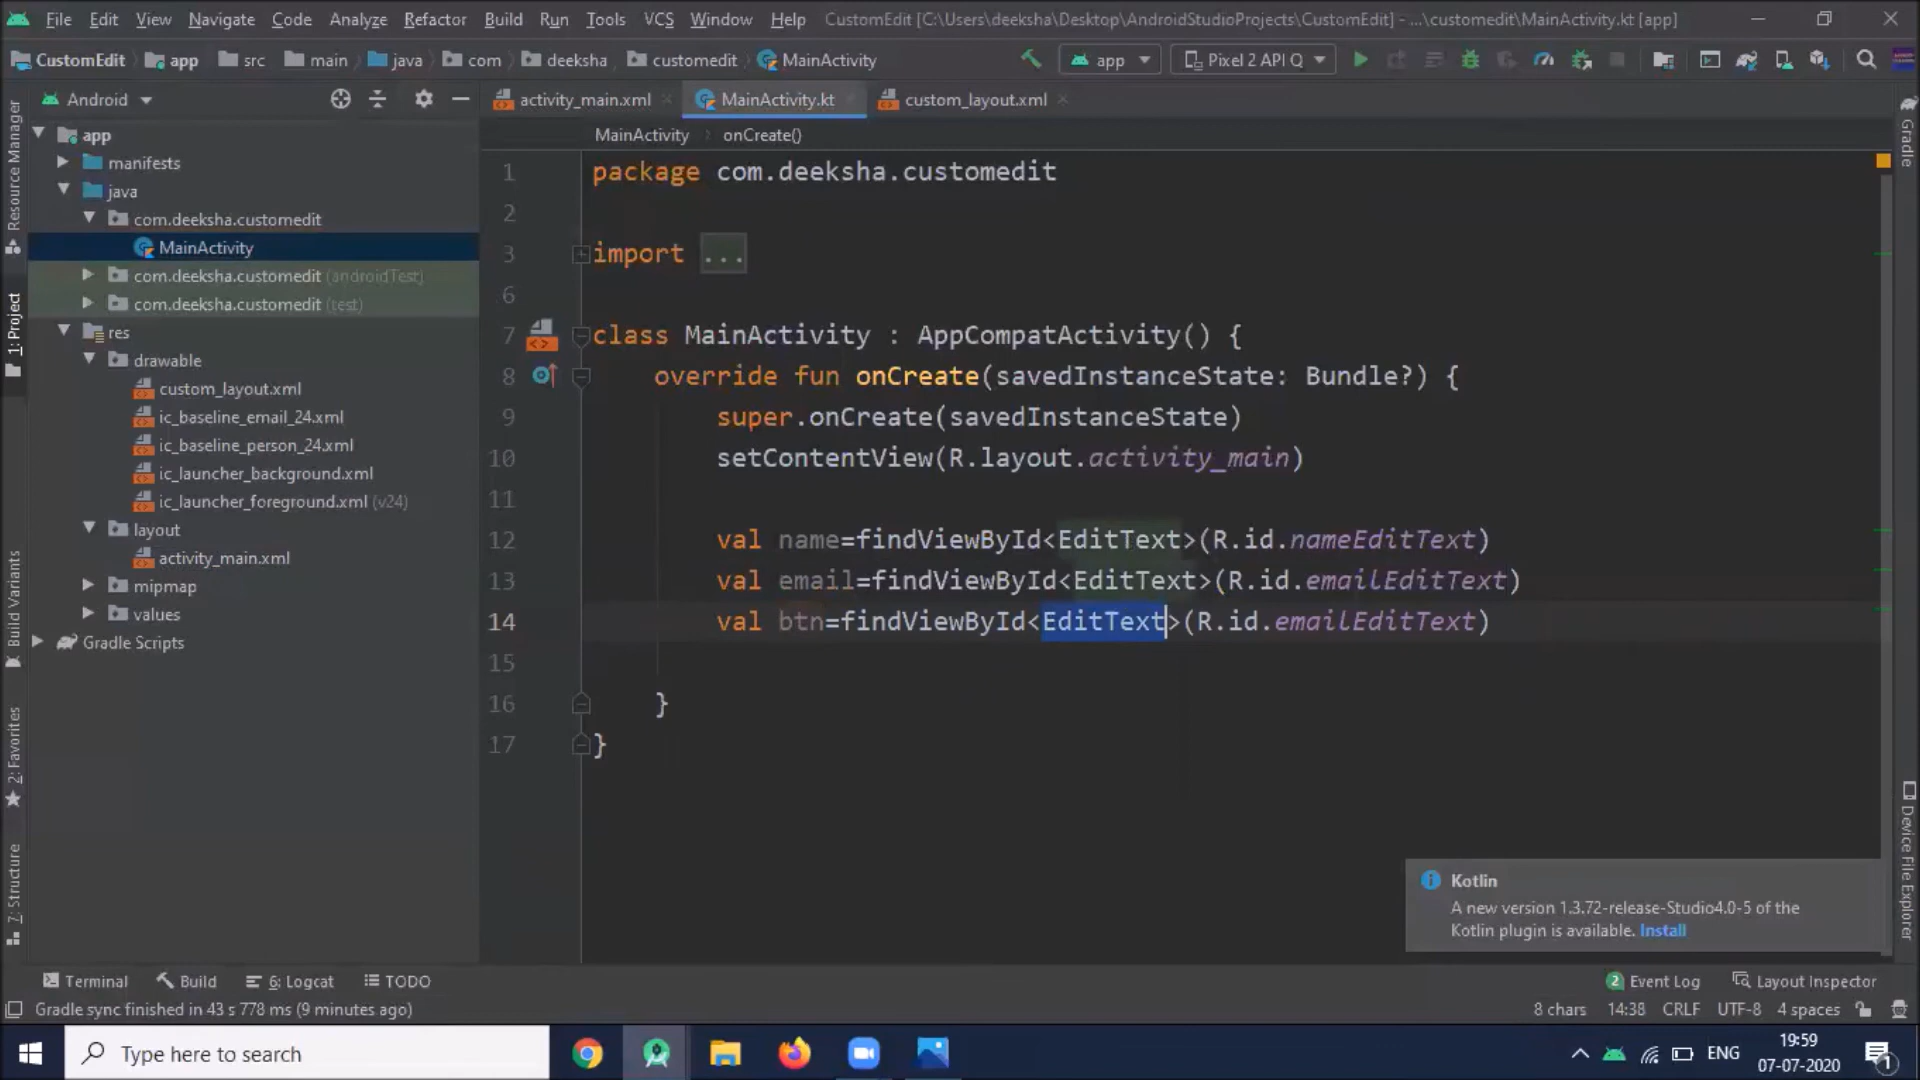 File Edit View Navigate Code Analyze Refactor Build Run Tools VCS Window Help CustomEdit [C:\Users\deeksha\Desktop\AndroidStudioProjects\CustomEdit] - ...\customedit\MainActivity.kt [app]
CustomEdit app src main java com deeksha customedit MainActivity app Pixel 2 API Q
Android activity_main.xml MainActivity.kt custom_layout.xml
MainActivity onCreate()
app
manifests
java
com.deeksha.customedit
MainActivity
com.deeksha.customedit (androidTest)
com.deeksha.customedit (test)
res
drawable
custom_layout.xml
ic_baseline_email_24.xml
ic_baseline_person_24.xml
ic_launcher_background.xml
ic_launcher_foreground.xml (v24)
layout
activity_main.xml
mipmap
values
Gradle Scripts
Resource Manager
1: Project
Build Variants
2: Favorites
7: Structure
1 package com.deeksha.customedit
2
3 import ...
6
7 class MainActivity : AppCompatActivity() {
8 override fun onCreate(savedInstanceState: Bundle?) {
9 super.onCreate(savedInstanceState)
10 setContentView(R.layout.activity_main)
11
12 val name=findViewById<EditText>(R.id.nameEditText)
13 val email=findViewById<EditText>(R.id.emailEditText)
14 val btn=findViewById<EditText>(R.id.emailEditText)
15
16 }
17 }
Gradle
Device File Explorer
Kotlin
A new version 1.3.72-release-Studio4.0-5 of the
Kotlin plugin is available. Install
Terminal Build 6: Logcat TODO 2 Event Log Layout Inspector
Gradle sync finished in 43 s 778 ms (9 minutes ago) 8 chars 14:38 CRLF UTF-8 4 spaces
Type here to search ENG 19:59
07-07-2020 1